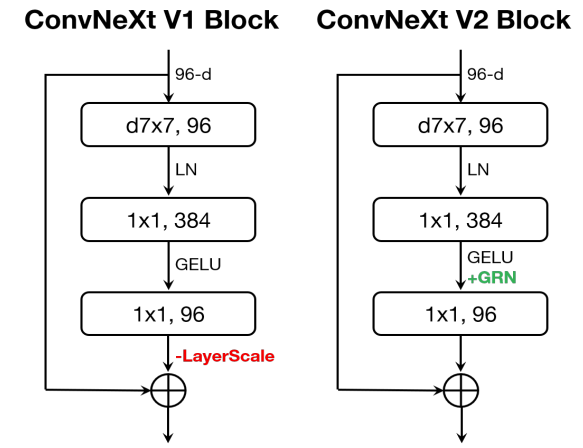 ConvNeXt V1 Block
96-d
d7x7, 96
LN
1x1, 384
GELU
1x1, 96
-LayerScale
ConvNeXt V2 Block
96-d
d7x7, 96
LN
1x1, 384
GELU
+GRN
1x1, 96